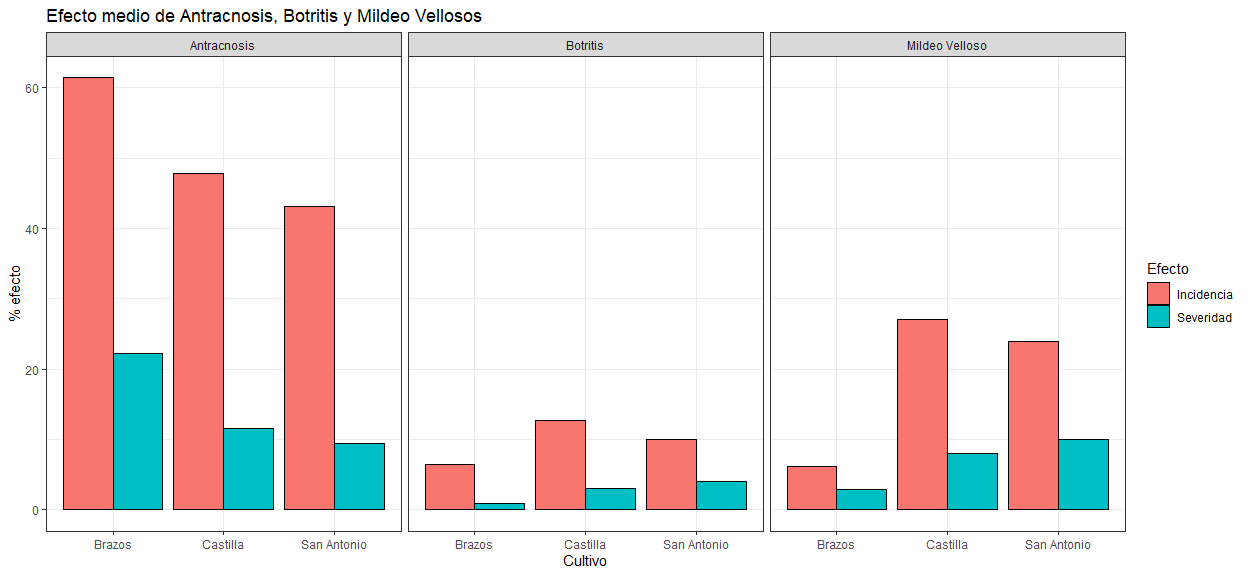 Efecto medio de Antracnosis, Botritis y Mildeo Vellosos
Antracnosis
Botritis
Mildeo Velloso
% efecto
60
40
20
0
Brazos
Castilla
San Antonio
Brazos
Castilla
San Antonio
Brazos
Castilla
San Antonio
Cultivo
Efecto
Incidencia
Severidad